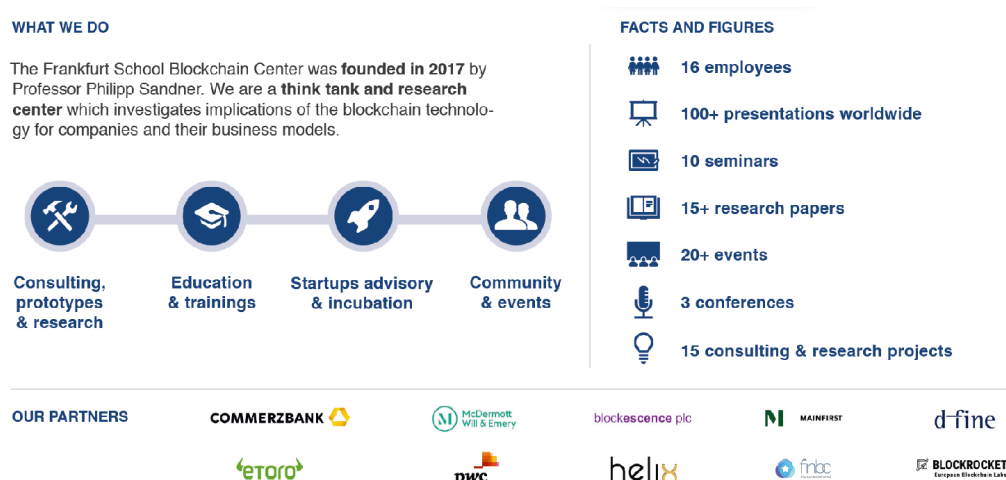 WHAT WE DO
The Frankfurt School Blockchain Center was founded in 2017 by
Professor Philipp Sandner. We are a think tank and research
center which investigates implications of the blockchain technolo-
gy for companies and their business models.
Consulting,
prototypes
& research
Education
& trainings
Startups advisory
& incubation
Community
& events
FACTS AND FIGURES
16 employees
100+ presentations worldwide
10 seminars
15+ research papers
20+ events
3 conferences
15 consulting & research projects
OUR PARTNERS
COMMERZBANK
M
McDermott
Will & Emery
blockescence plc
M
MAINFIRST
d-fine
etoro
pwc
helix
finbc
BLOCKROCKET
European Blockchain Labs